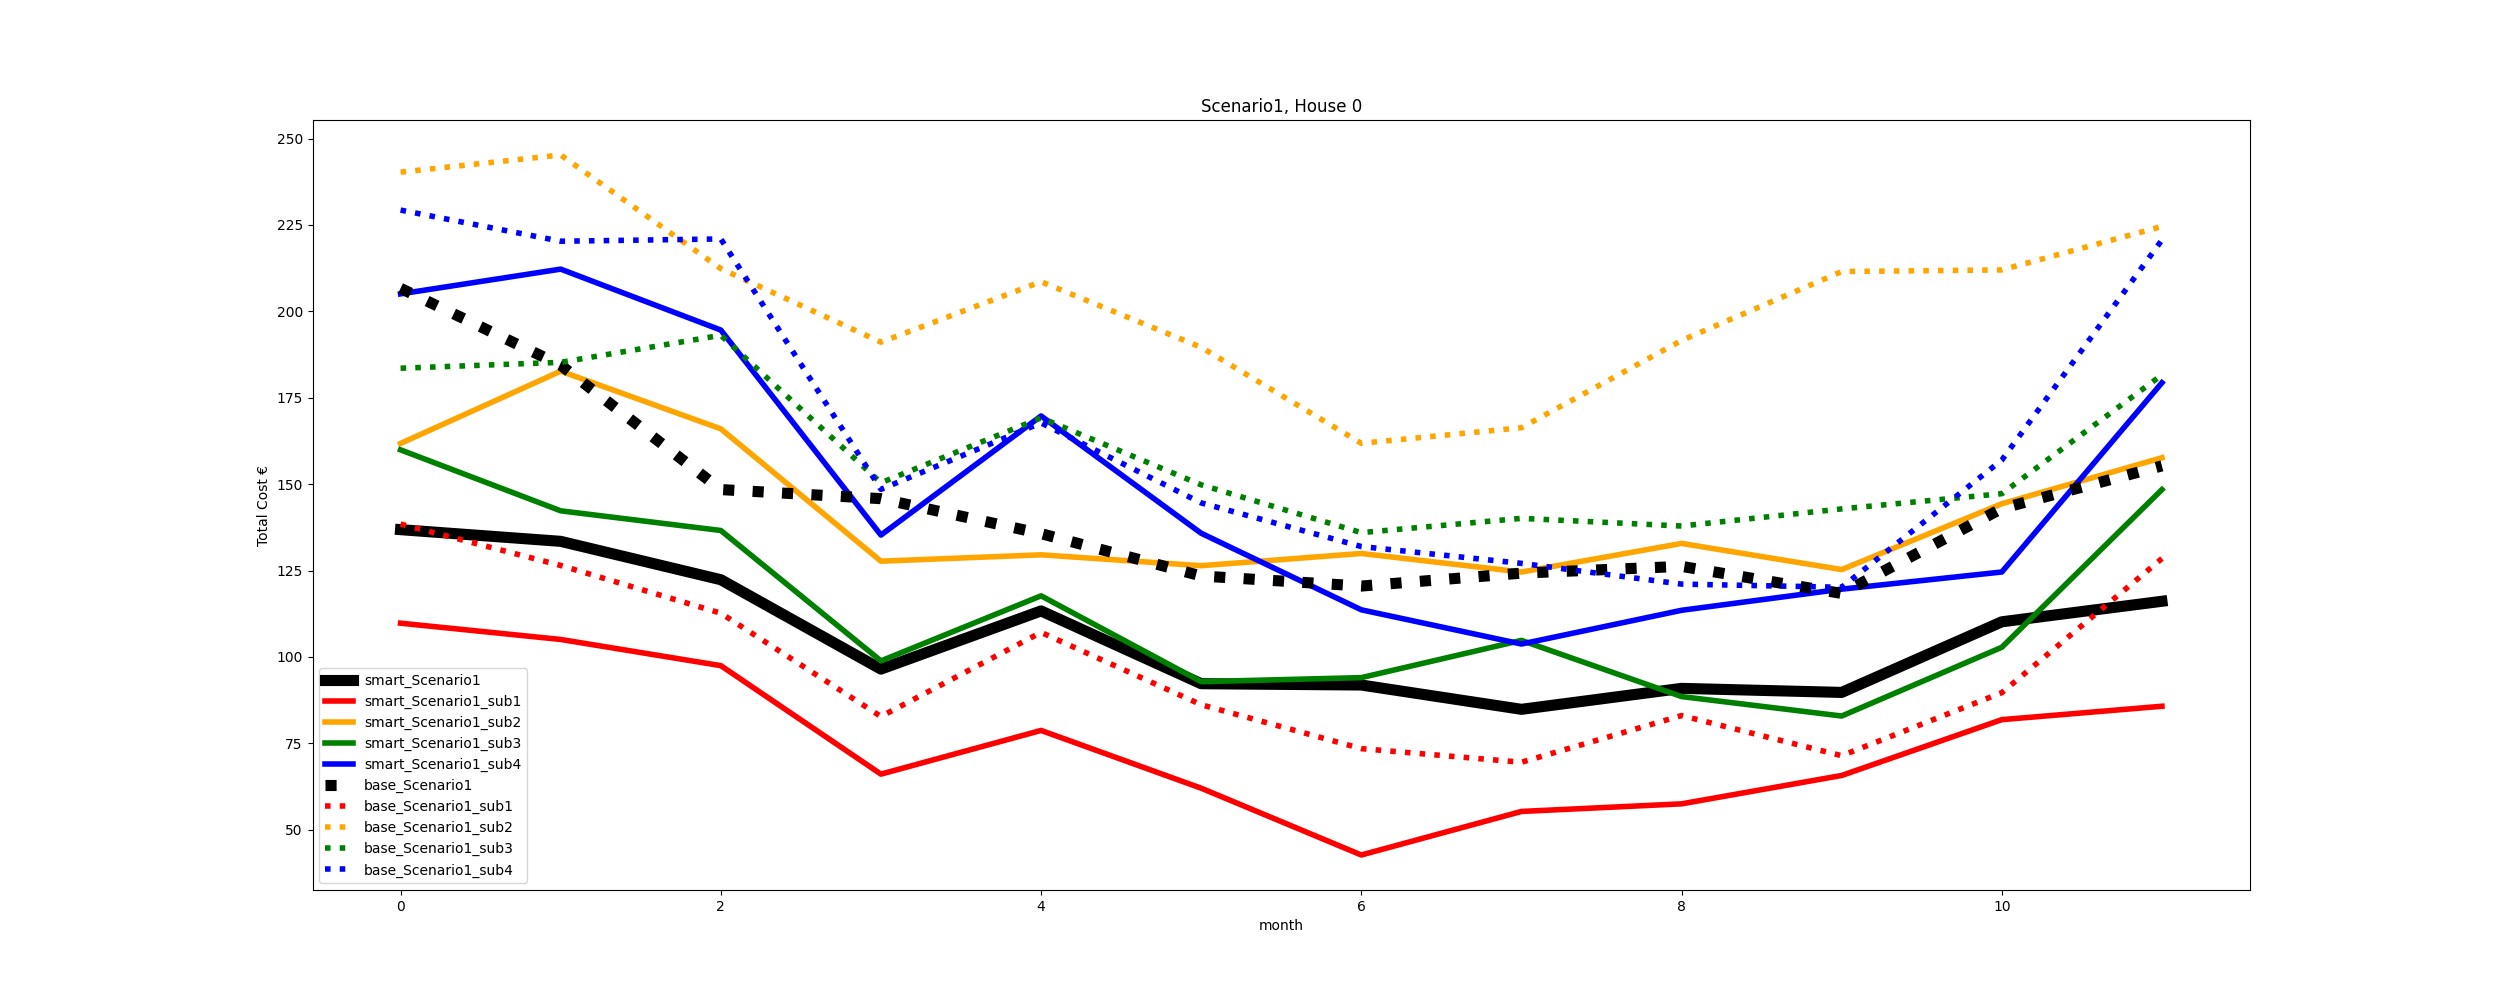 Scenario1, House 0
Total Cost €
250
225
200
175
150
125
100
75
50
smart_Scenario1
smart_Scenario1_sub1
smart_Scenario1_sub2
smart_Scenario1_sub3
smart_Scenario1_sub4
base_Scenario1
base_Scenario1_sub1
base_Scenario1_sub2
base_Scenario1_sub3
base_Scenario1_sub4
0 2 4 6 8 10
month